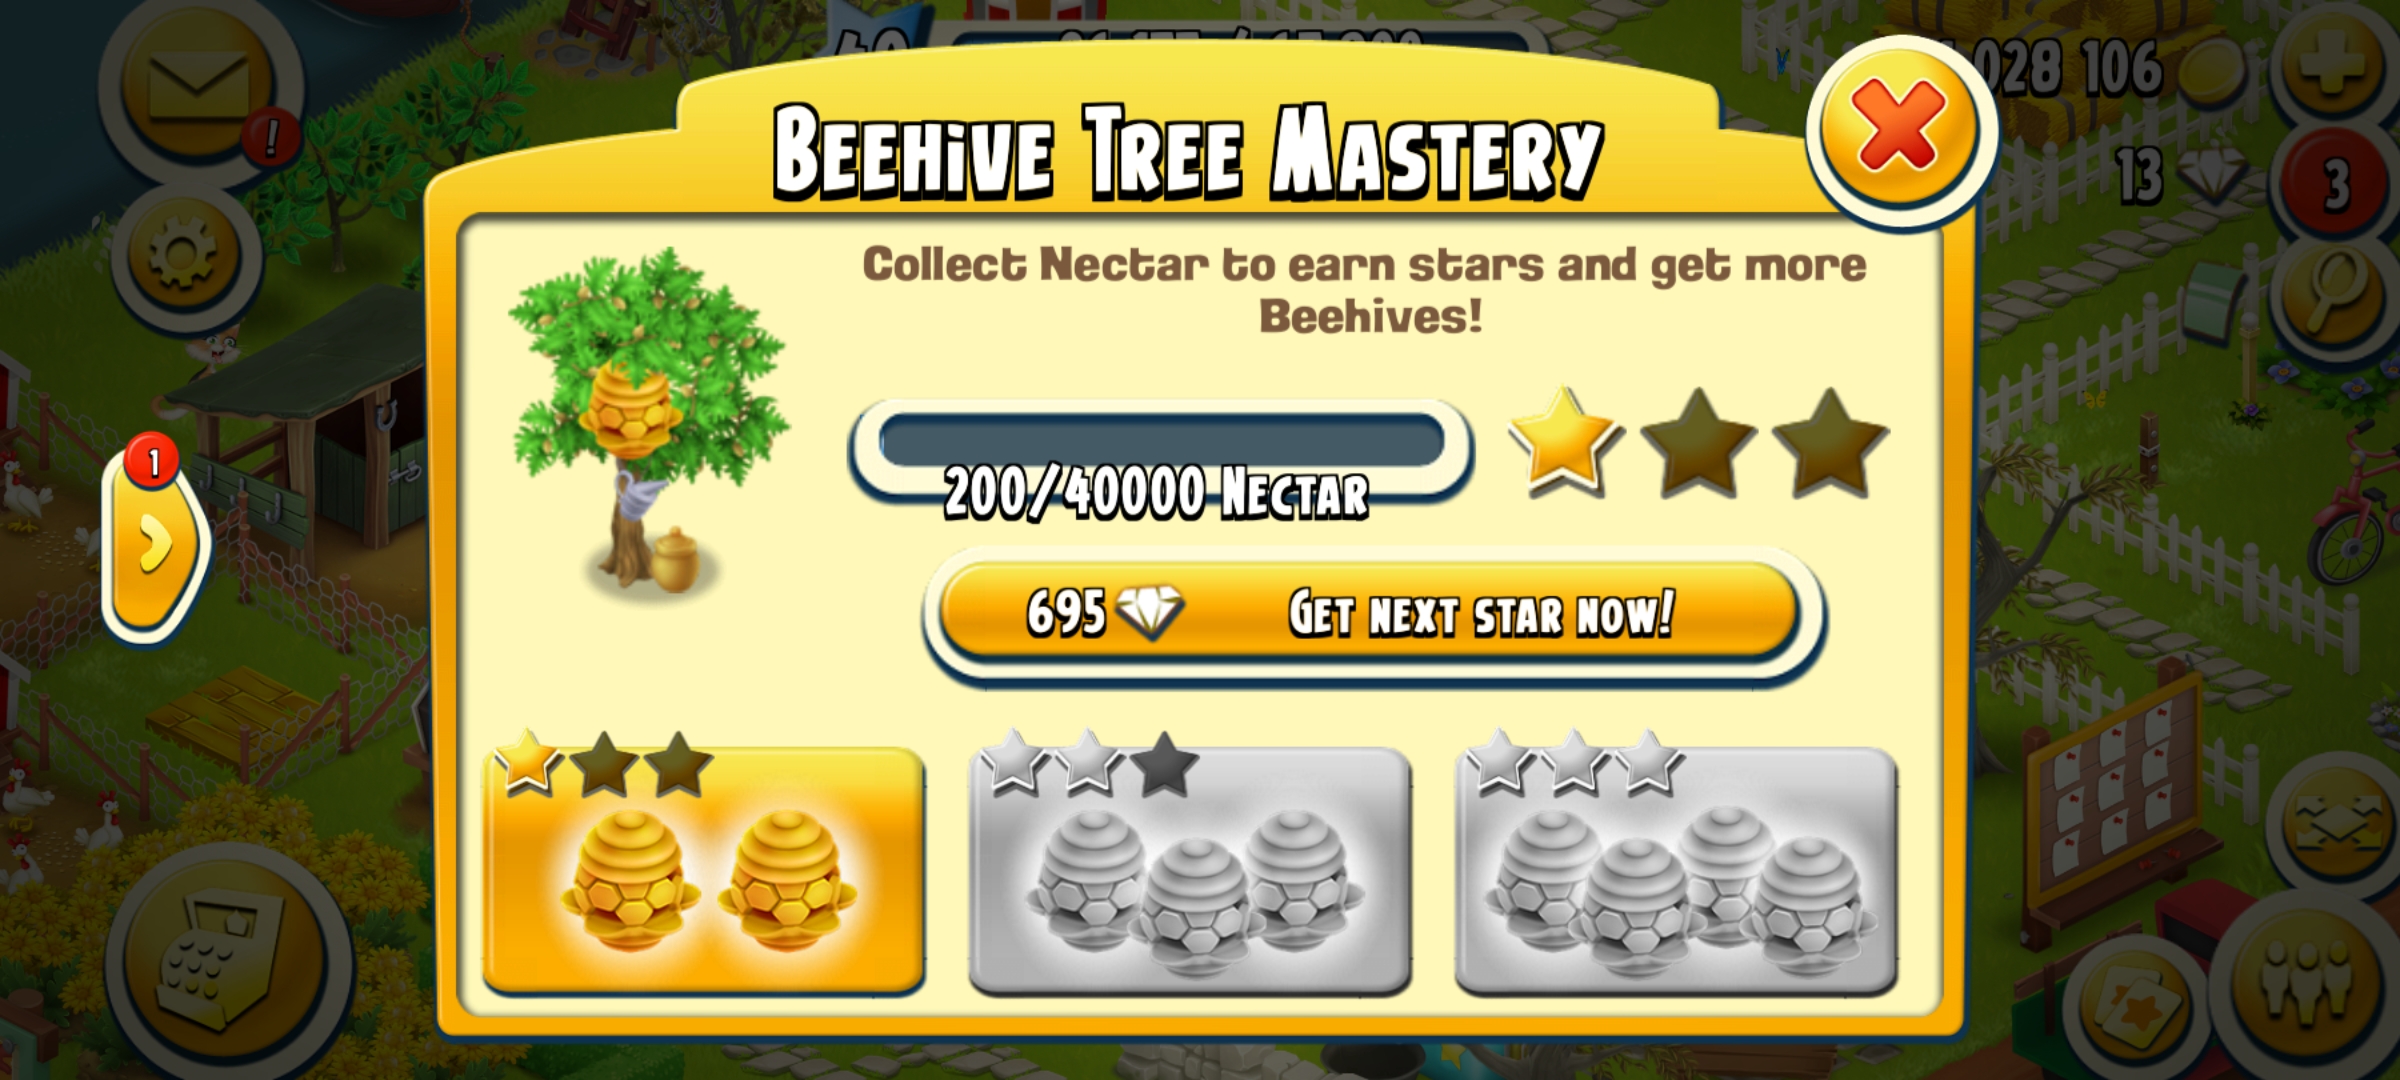 028 106
Beehive Tree Mastery
!
13
3
Collect Nectar to earn stars and get more
Beehives!
1
200/40000 Nectar
695
Get next star now!